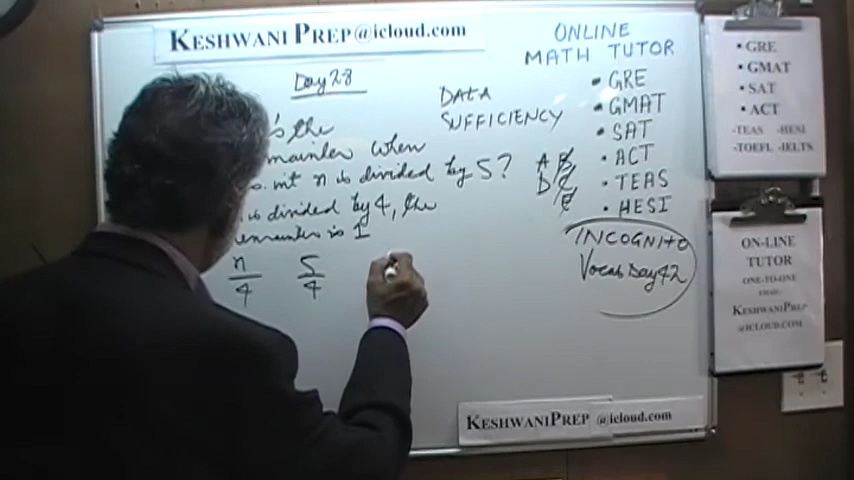 KESHWANI PREP@icloud.com
Day 28
's the
mainder when
int n is divided by 5?
is divided by 4, the
remainder is 1
n
4
5
4
DATA
SUFFICIENCY
A B
D C
E
ONLINE
MATH TUTOR
• GRE
• GMAT
• SAT
• ACT
• TEAS
• HESI
INCOGNITO
Vocab Day 42
• GRE
• GMAT
• SAT
• ACT
-TEAS -HESI
-TOEFL -IELTS
ON-LINE
TUTOR
ONE-TO-ONE
EMAIL:
KESHWANIPREP
@ICLOUD.COM
KESHWANIPREP @icloud.com